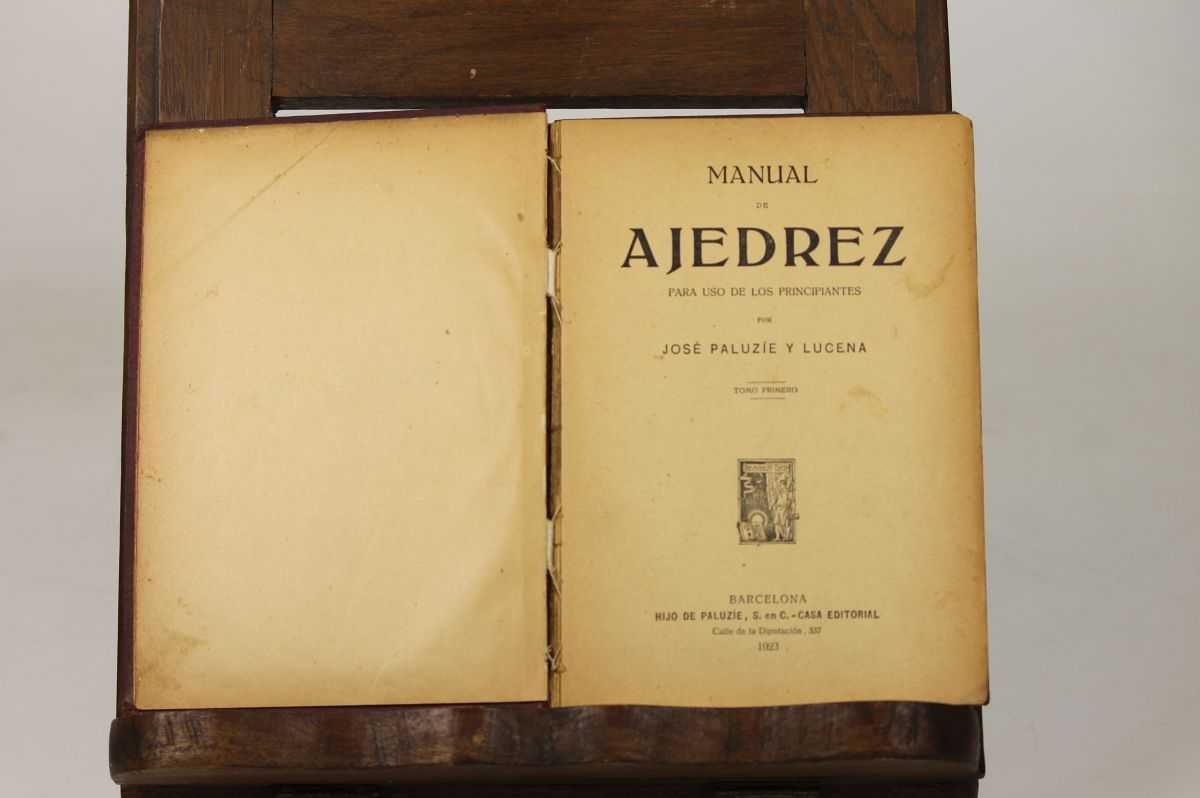 MANUAL
DE
AJEDREZ
PARA USO DE LOS PRINCIPIANTES
POR
JOSÉ PALUZÍE Y LUCENA
TOMO PRIMERO
BARCELONA
HIJO DE PALUZÍE, S. en C. - CASA EDITORIAL
Calle de la Diputación, 337
1923